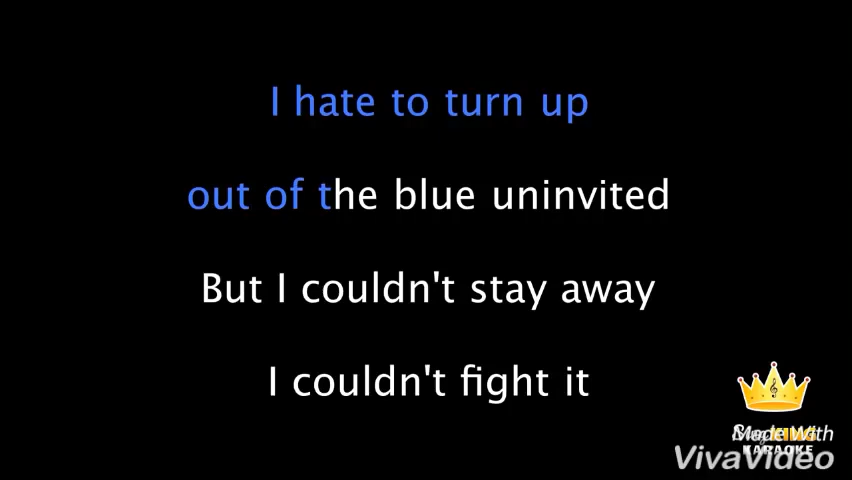 I hate to turn up
out of the blue uninvited
But I couldn't stay away
I couldn't fight it
Made With
KARAOKE
VivaVideo